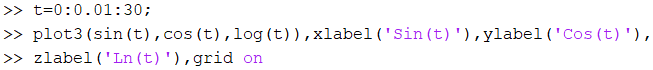 >> t=0:0.01:30;
>> plot3(sin(t),cos(t),log(t)),xlabel('Sin(t)'),ylabel('Cos(t)'),
>> zlabel('Ln(t)'),grid on